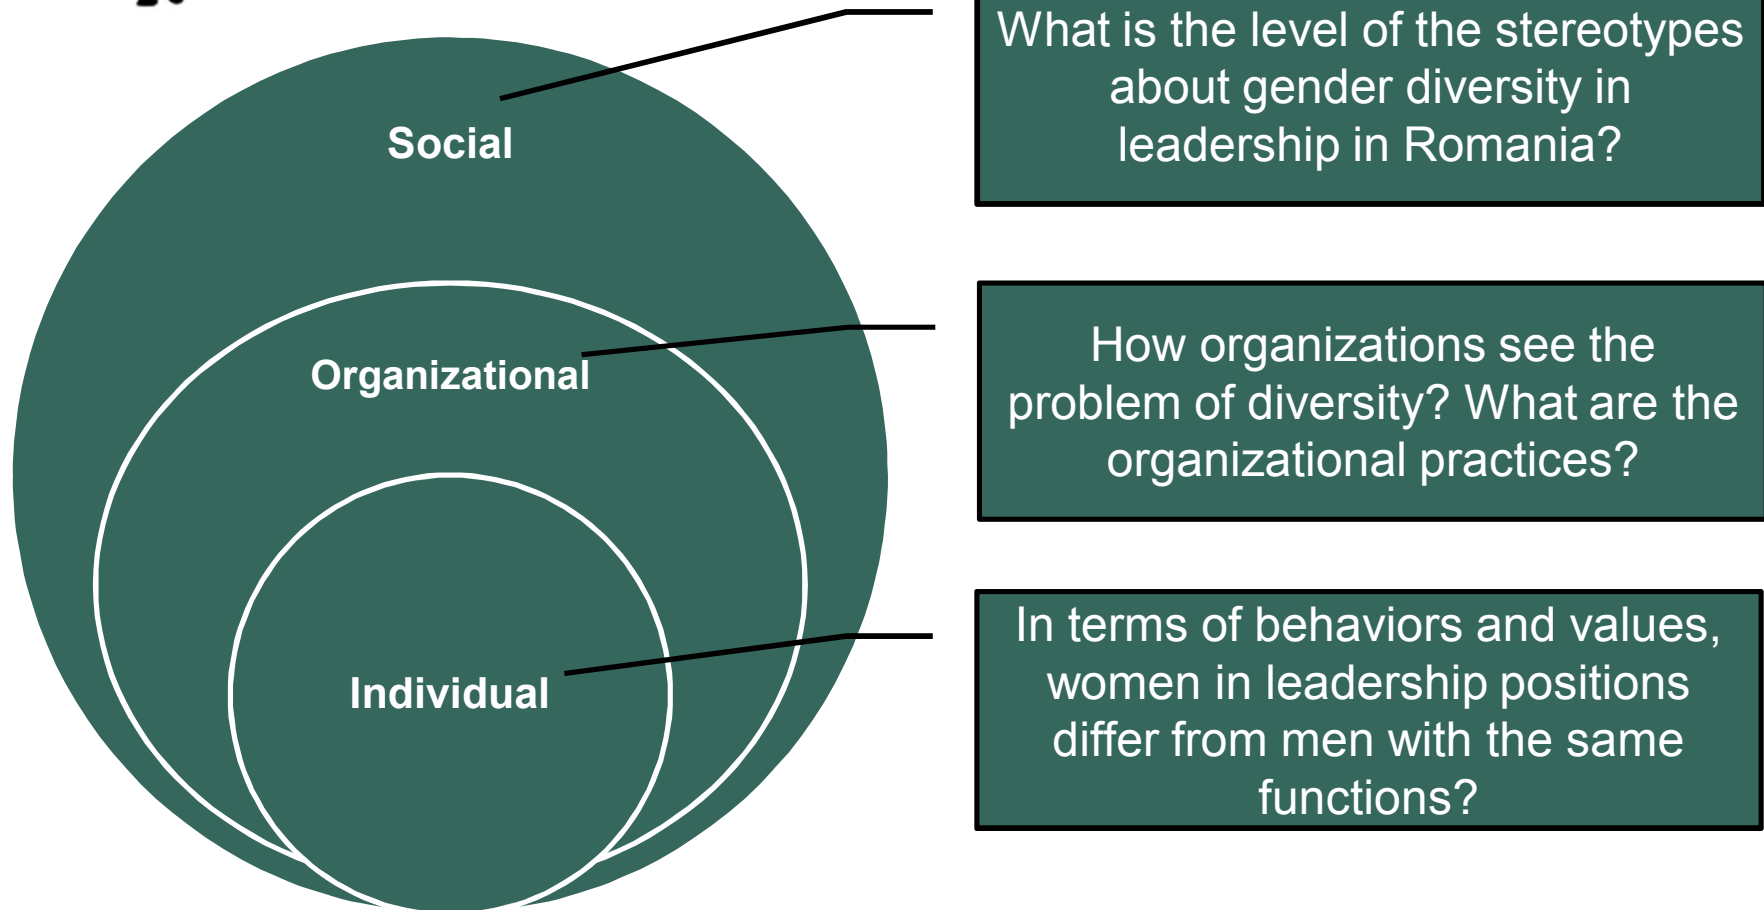 Social
What is the level of the stereotypes
about gender diversity in
leadership in Romania?
Organizational
How organizations see the
problem of diversity? What are the
organizational practices?
Individual
In terms of behaviors and values,
women in leadership positions
differ from men with the same
functions?